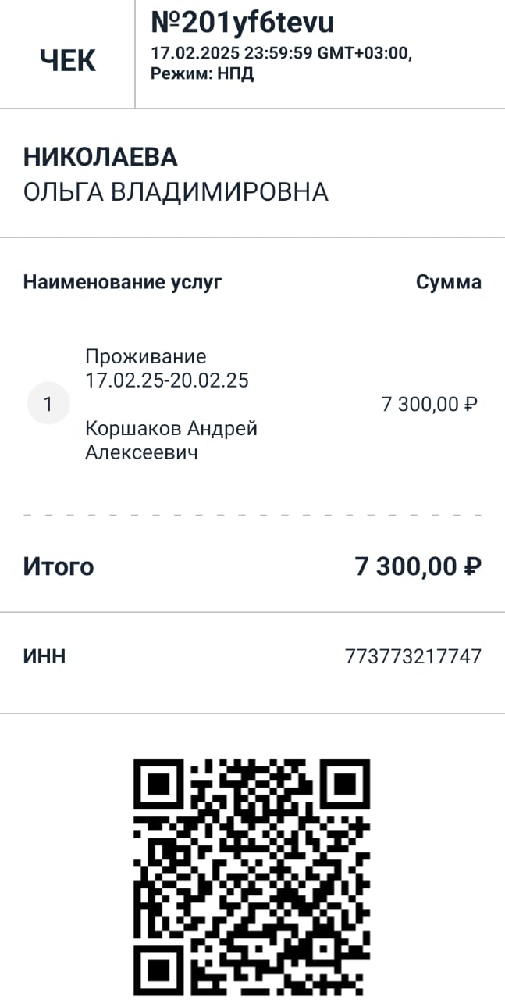 ЧЕК
№201yf6tevu
17.02.2025 23:59:59 GMT+03:00,
Режим: НПД
НИКОЛАЕВА
ОЛЬГА ВЛАДИМИРОВНА
Наименование услуг Сумма
Проживание
17.02.25-20.02.25
1 7 300,00 ₽
Коршаков Андрей
Алексеевич
Итого 7 300,00 ₽
ИНН 773773217747